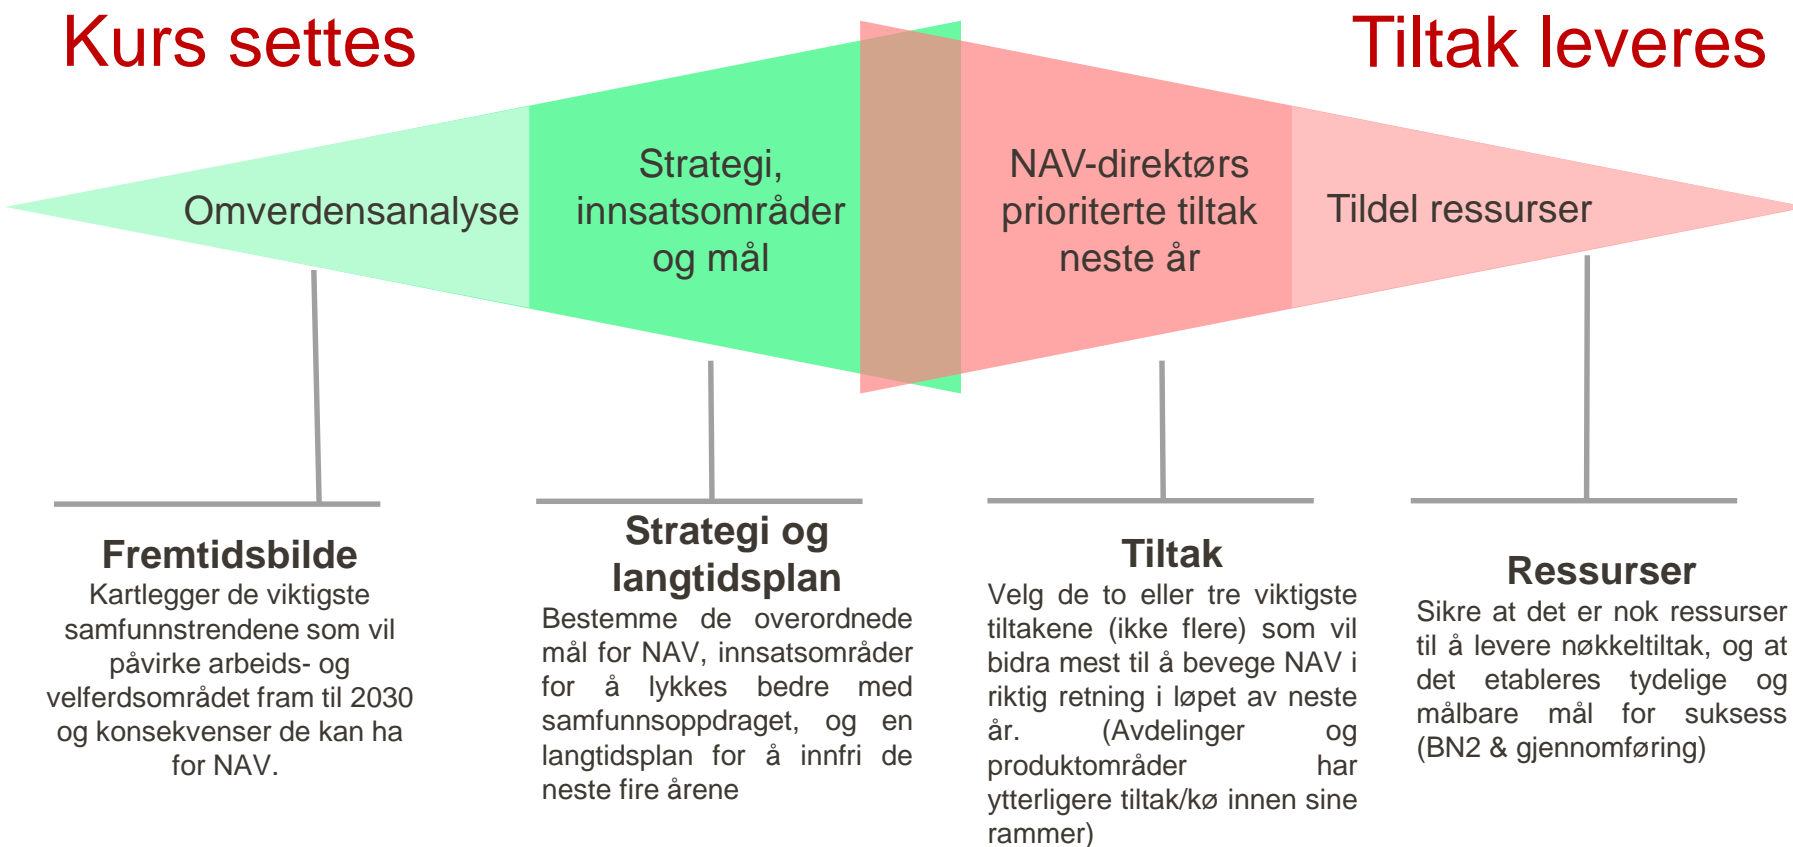 Kurs settes
Tiltak leveres
Omverdensanalyse
Strategi,
innsatsområder
og mål
NAV-direktørs
prioriterte tiltak
neste år
Tildel ressurser
Fremtidsbilde
Kartlegger de viktigste
samfunnstrendene som vil
påvirke arbeids- og
velferdsområdet fram til 2030
og konsekvenser de kan ha
for NAV.
Strategi og
langtidsplan
Bestemme de overordnede
mål for NAV, innsatsområder
for å lykkes bedre med
samfunnsoppdraget, og en
langtidsplan for å innfri de
neste fire årene
Tiltak
Velg de to eller tre viktigste
tiltakene (ikke flere) som vil
bidra mest til å bevege NAV i
riktig retning i løpet av neste
år. (Avdelinger og
produktområder har
ytterligere tiltak/kø innen sine
rammer)
Ressurser
Sikre at det er nok ressurser
til å levere nøkkeltiltak, og at
det etableres tydelige og
målbare mål for suksess
(BN2 & gjennomføring)